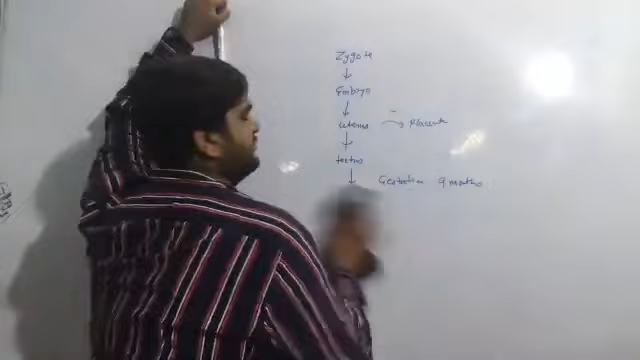 Zygote
↓
Embryo
↓
uterus → Placenta
↓
foetus
↓ Gestation 9 months